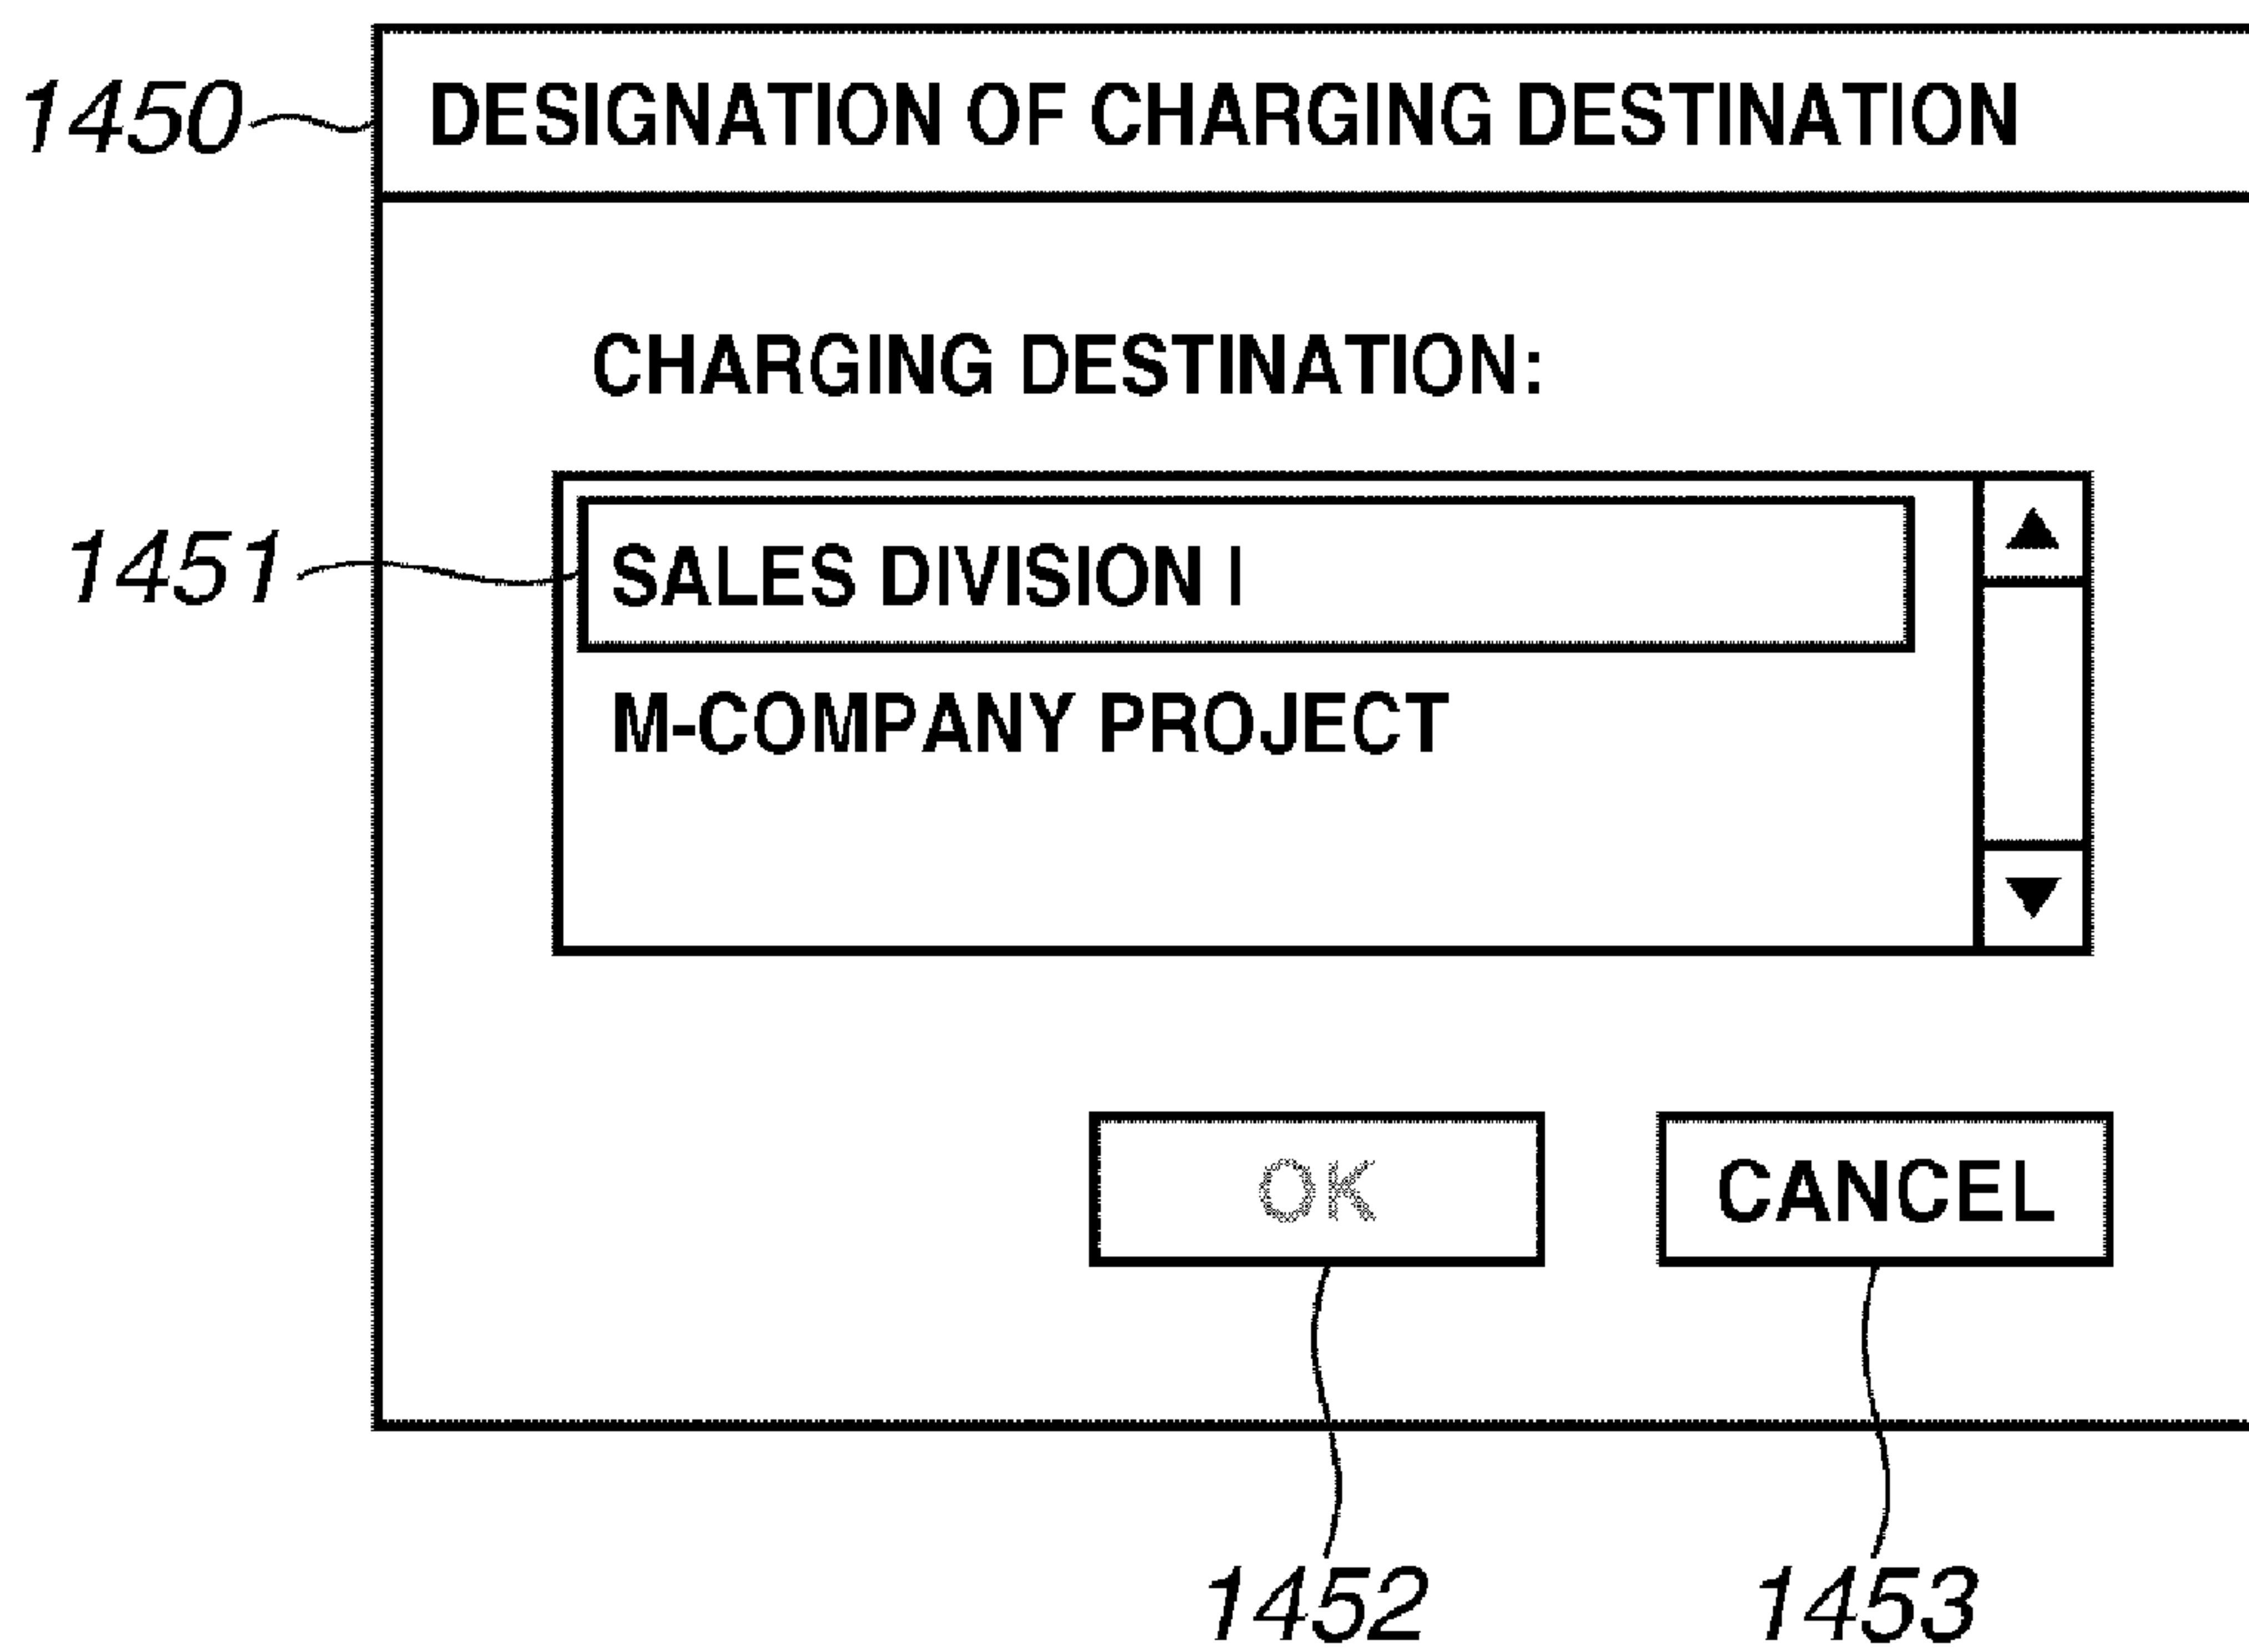 1450
DESIGNATION OF CHARGING DESTINATION
CHARGING DESTINATION:
1451
SALES DIVISION I
M-COMPANY PROJECT
OK
CANCEL
1452
1453